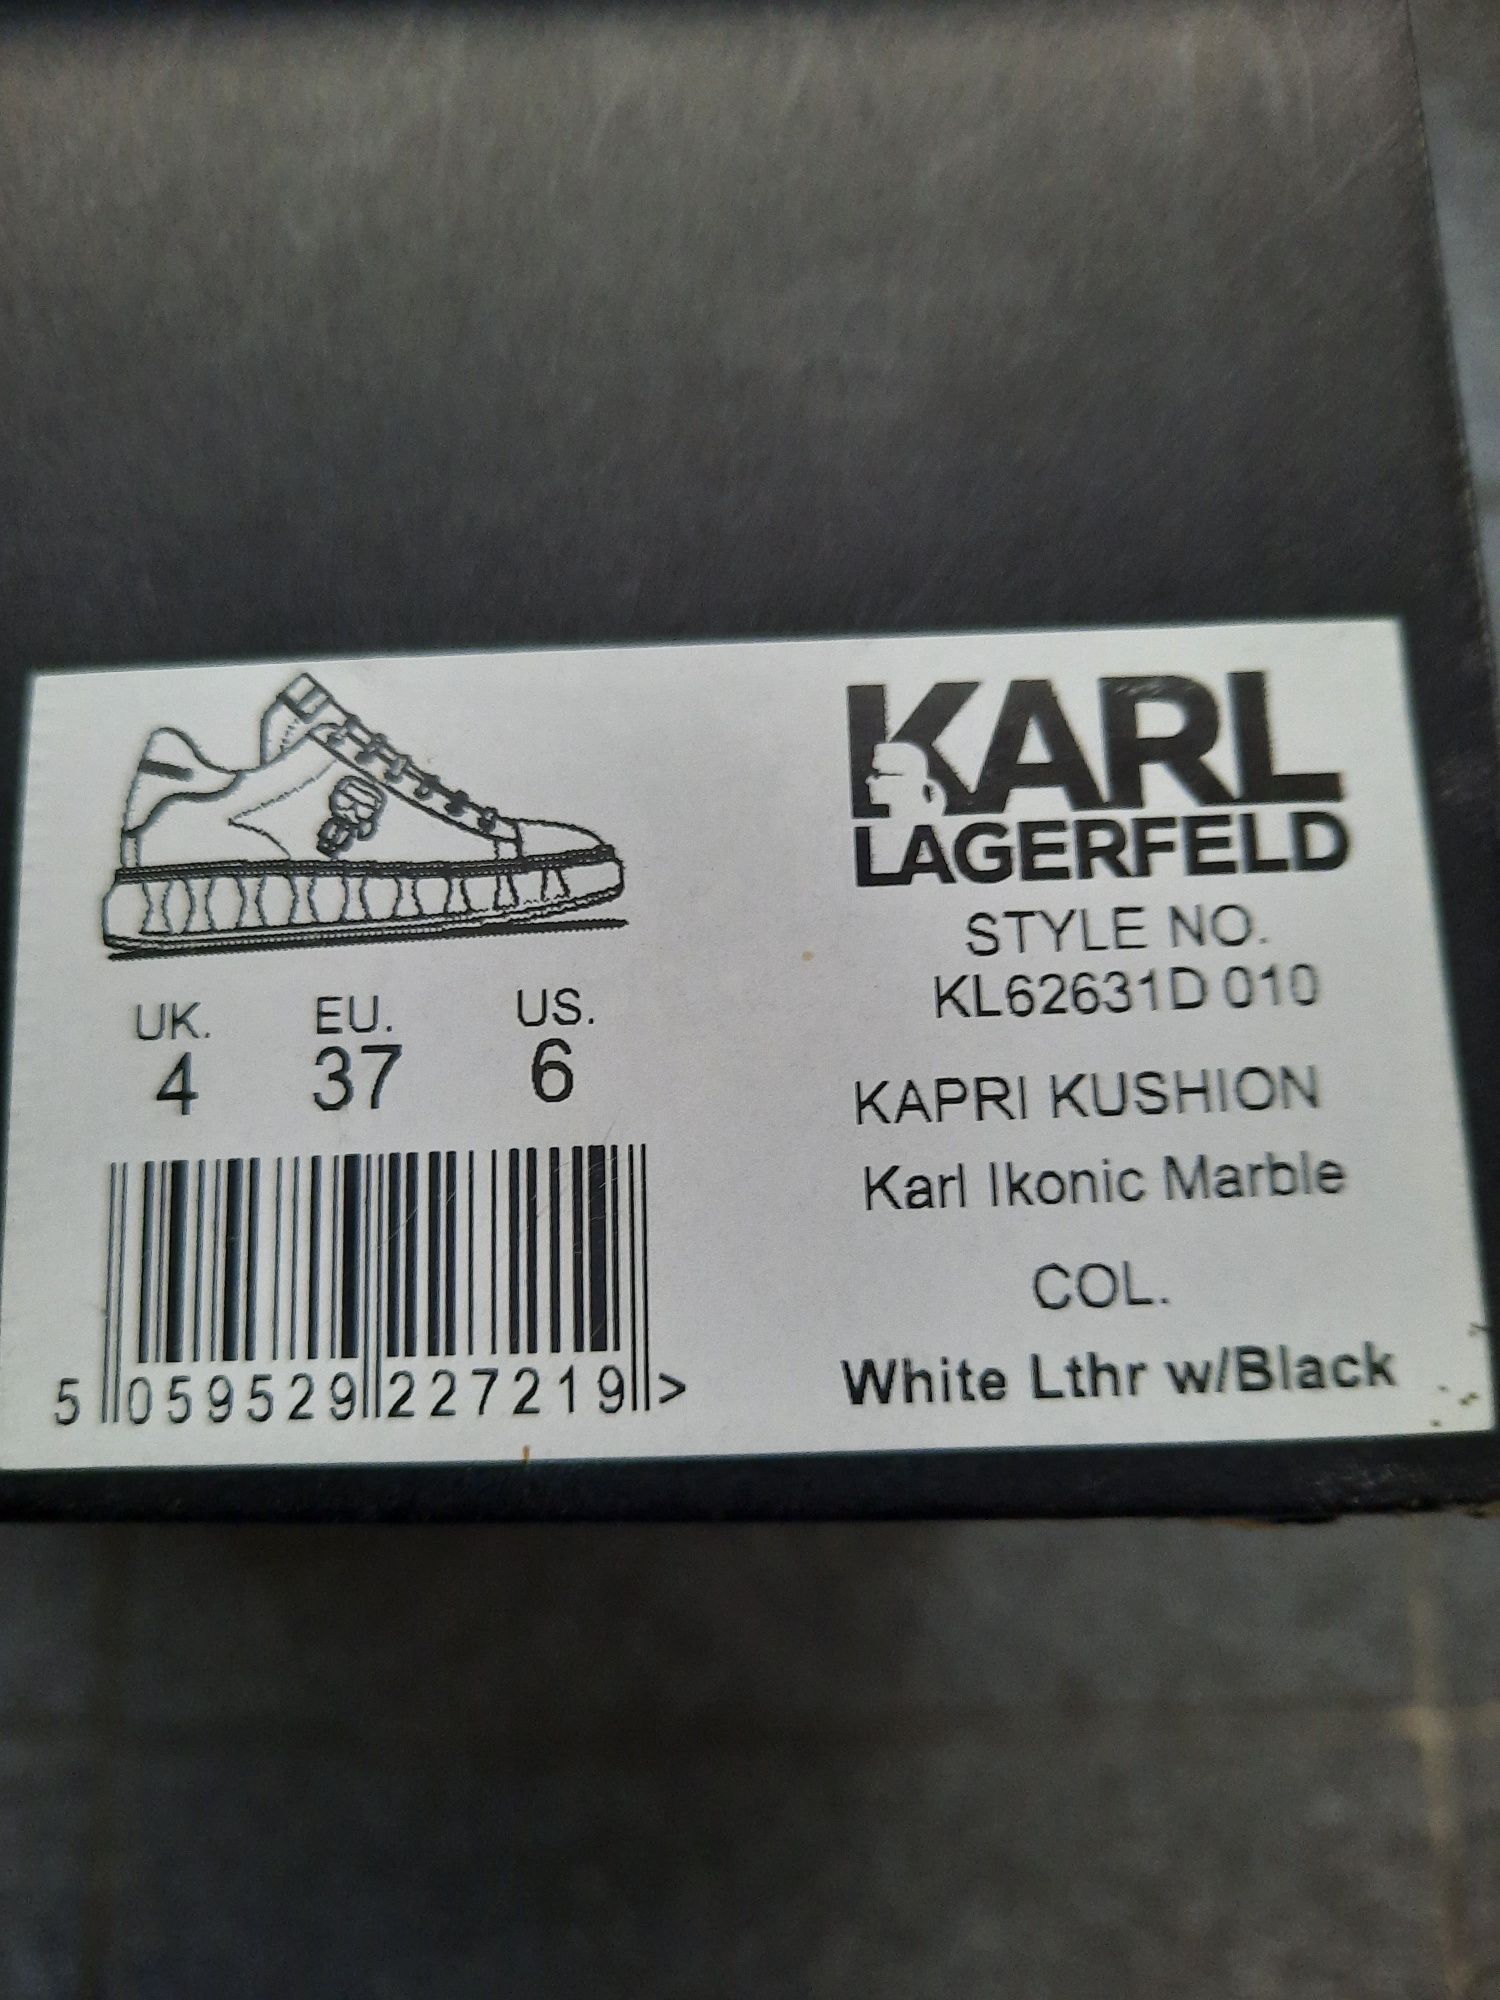 KARL
LAGERFELD
STYLE NO.
KL62631D 010
KAPRI KUSHION
Karl Ikonic Marble
COL.
White Lthr w/Black
UK. EU. US.
4 37 6
5 059529 227219 >